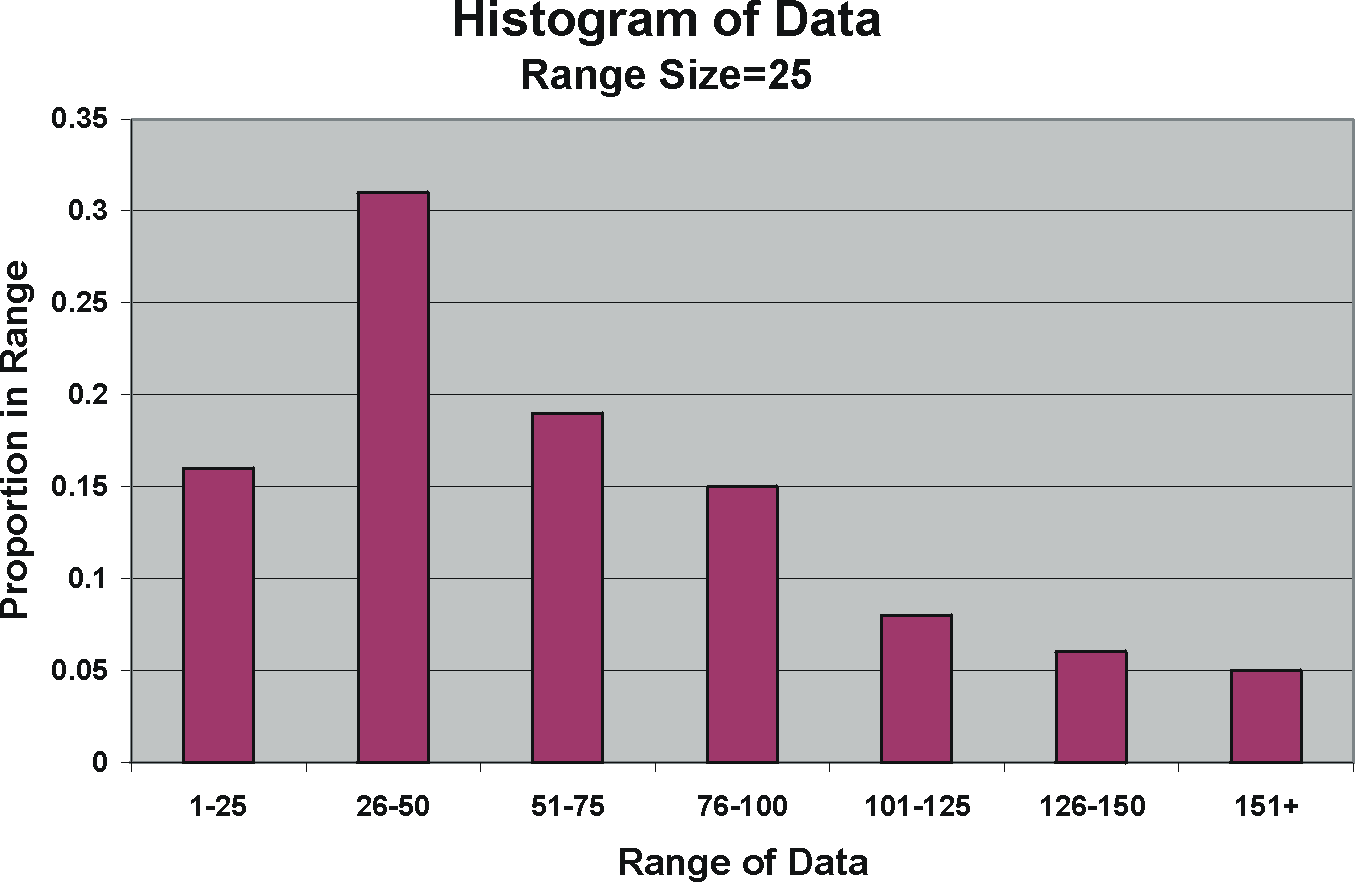 Histogram of Data
Range Size=25
Proportion in Range
0.35
0.3
0.25
0.2
0.15
0.1
0.05
0
1-25 26-50 51-75 76-100 101-125 126-150 151+
Range of Data